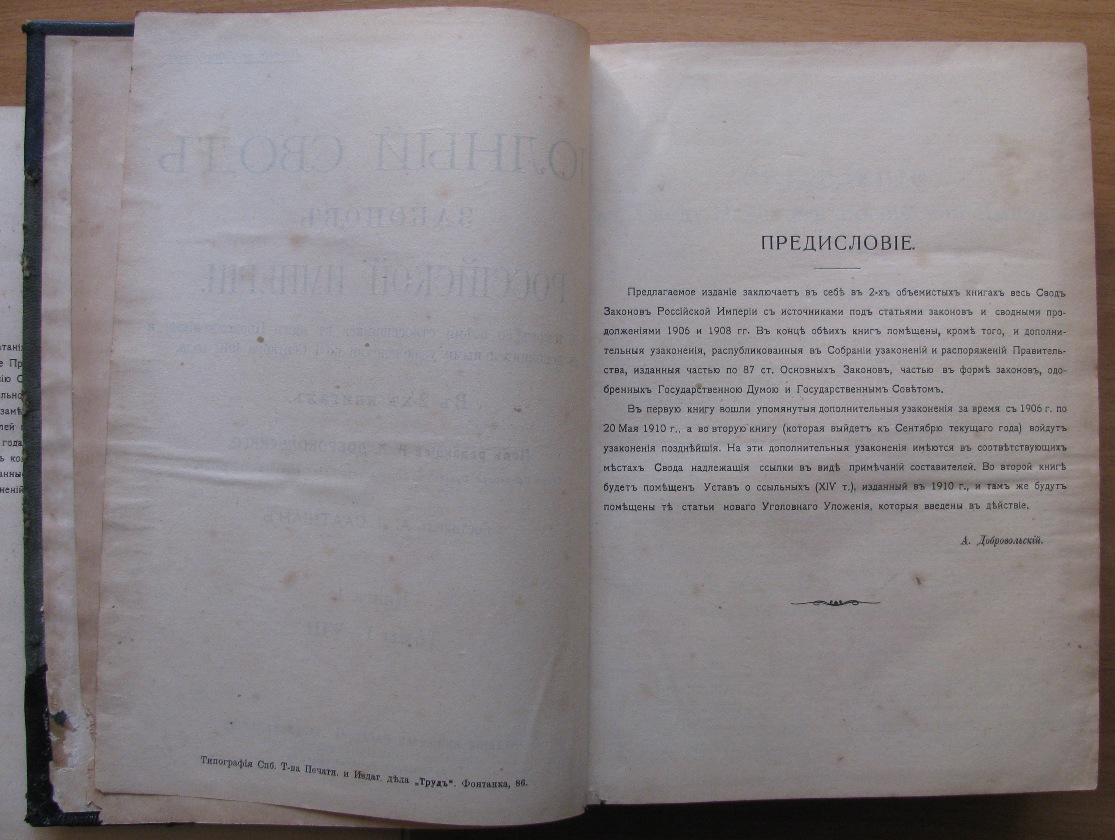 Типографія Спб. Т-ва Печатн. и Издат. дѣла „Трудъ“. Фонтанка, 86.
ПРЕДИСЛОВІЕ.
Предлагаемое изданіе заключаетъ въ себѣ въ 2-хъ объемистыхъ книгахъ весь Сводъ
Законовъ Россійской Имперіи съ источниками подъ статьями законовъ и сводными про-
долженіями 1906 и 1908 гг. Въ концѣ обѣихъ книгъ помѣщены, кромѣ того, и дополни-
тельныя узаконенія, распубликованныя въ Собраніи узаконеній и распоряженій Правитель-
ства, изданныя частью по 87 ст. Основныхъ Законовъ, частью въ формѣ законовъ, одо-
бренныхъ Государственною Думою и Государственнымъ Совѣтомъ.
Въ первую книгу вошли упомянутыя дополнительныя узаконенія за время съ 1906 г. по
20 Мая 1910 г., а во вторую книгу (которая выйдетъ къ Сентябрю текущаго года) войдутъ
узаконенія позднѣйшія. На эти дополнительныя узаконенія имѣются въ соотвѣтствующихъ
мѣстахъ Свода надлежащія ссылки въ видѣ примѣчаній составителей. Во второй книгѣ
будетъ помѣщенъ Уставъ о ссыльныхъ (XIV т.), изданный въ 1910 г., и тамъ же будутъ
помѣщены тѣ статьи новаго Уголовнаго Уложенія, которыя введены въ дѣйствіе.
А. Добровольскій.